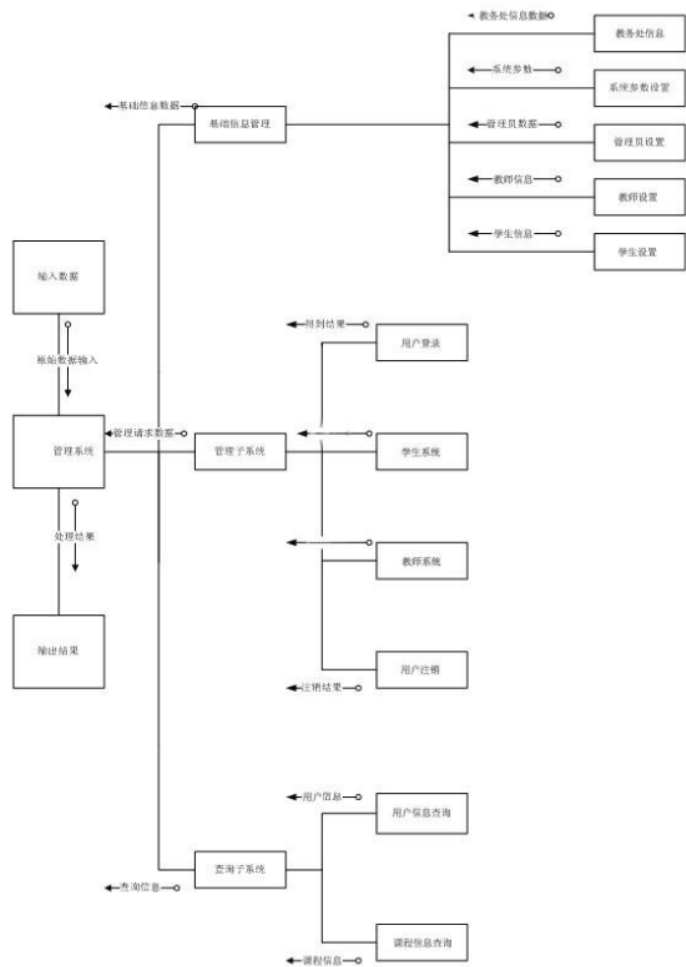 教务处信息数据
教务处信息
系统参数
系统参数设置
基础信息数据
基础信息管理
管理员数据
管理员设置
教师信息
教师设置
学生信息
学生设置
输入数据
原始数据输入
得到结果
用户登录
管理系统
管理请求数据
管理子系统
学生系统
处理结果
教师系统
输出结果
用户注销
注销结果
用户信息
用户信息查询
查询子系统
查询信息
课程信息查询
课程信息